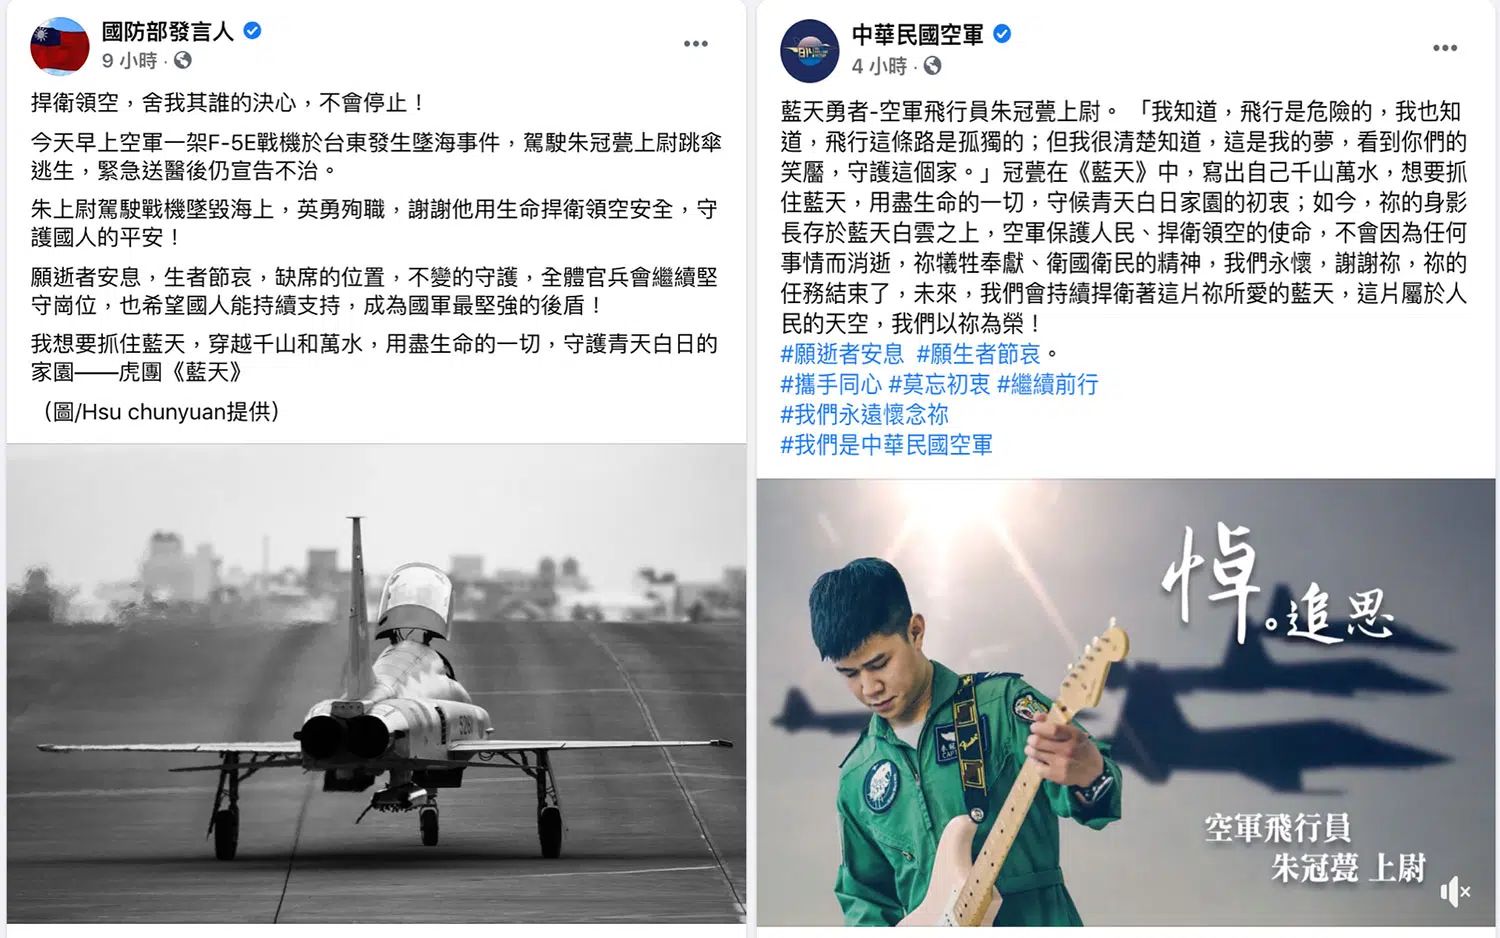 國防部發言人
9 小時
捍衛領空，舍我其誰的決心，不會停止！
今天早上空軍一架F-5E戰機於台東發生墜海事件，駕駛朱冠甍上尉跳傘
逃生，緊急送醫後仍宣告不治。
朱上尉駕駛戰機墜毀海上，英勇殉職，謝謝他用生命捍衛領空安全，守
護國人的平安！
願逝者安息，生者節哀，缺席的位置，不變的守護，全體官兵會繼續堅
守崗位，也希望國人能持續支持，成為國軍最堅強的後盾！
我想要抓住藍天，穿越千山和萬水，用盡生命的一切，守護青天白日的
家園——虎團《藍天》
（圖/Hsu chunyuan提供）
5261
中華民國空軍
4 小時
藍天勇者-空軍飛行員朱冠甍上尉。「我知道，飛行是危險的，我也知
道，飛行這條路是孤獨的；但我很清楚知道，這是我的夢，看到你們的
笑靨，守護這個家。」冠甍在《藍天》中，寫出自己千山萬水，想要抓
住藍天，用盡生命的一切，守候青天白日家園的初衷；如今，祢的身影
長存於藍天白雲之上，空軍保護人民、捍衛領空的使命，不會因為任何
事情而消逝，祢犧牲奉獻、衛國衛民的精神，我們永懷，謝謝祢，祢的
任務結束了，未來，我們會持續捍衛著這片祢所愛的藍天，這片屬於人
民的天空，我們以祢為榮！
#願逝者安息 #願生者節哀。
#攜手同心 #莫忘初衷 #繼續前行
#我們永遠懷念祢
#我們是中華民國空軍
悼。追思
Fender
空軍飛行員
朱冠甍 上尉